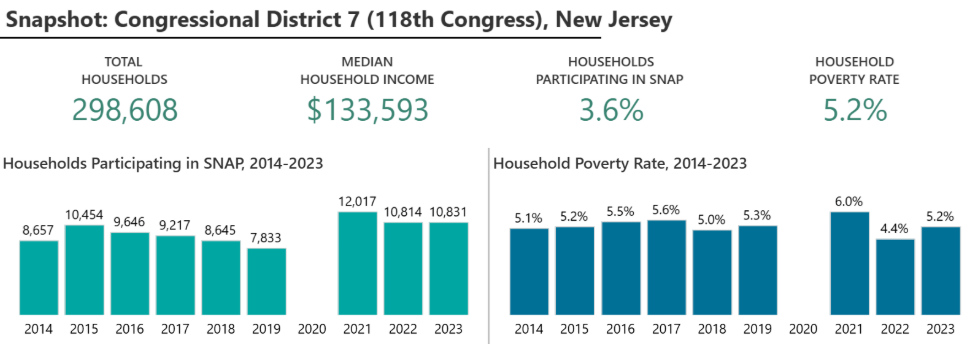 Snapshot: Congressional District 7 (118th Congress), New Jersey
TOTAL
HOUSEHOLDS
298,608
MEDIAN
HOUSEHOLD INCOME
$133,593
HOUSEHOLDS
PARTICIPATING IN SNAP
3.6%
HOUSEHOLD
POVERTY RATE
5.2%
Households Participating in SNAP, 2014-2023
8,657
10,454
9,646
9,217
8,645
7,833
12,017
10,814
10,831
2014 2015 2016 2017 2018 2019 2020 2021 2022 2023
Household Poverty Rate, 2014-2023
5.1%
5.2%
5.5%
5.6%
5.0%
5.3%
6.0%
4.4%
5.2%
2014 2015 2016 2017 2018 2019 2020 2021 2022 2023